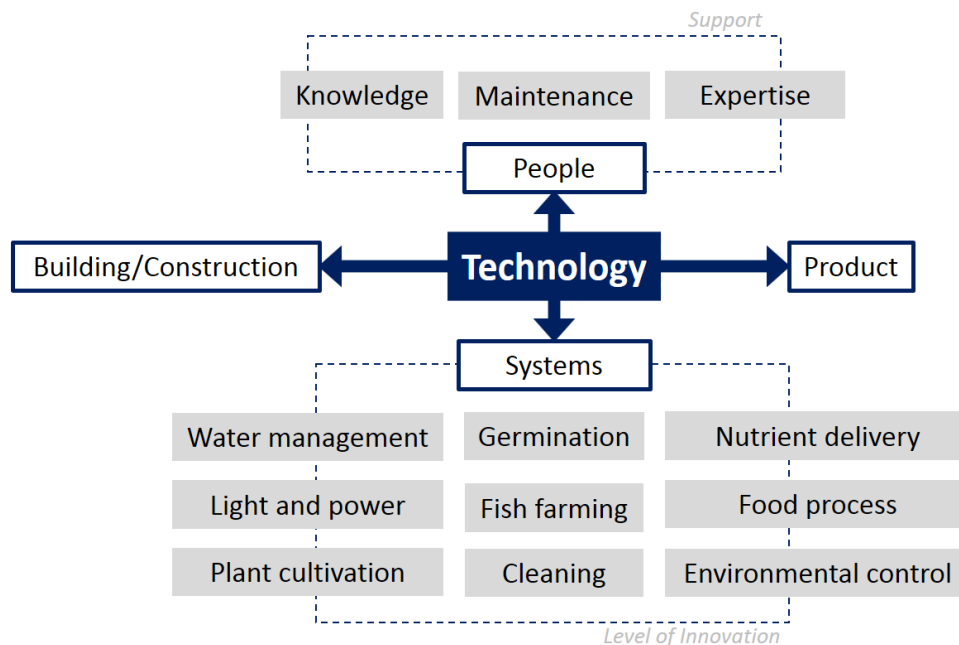 Support
Knowledge
Maintenance
Expertise
People
Building/Construction
Technology
Product
Systems
Water management
Germination
Nutrient delivery
Light and power
Fish farming
Food process
Plant cultivation
Cleaning
Environmental control
Level of Innovation